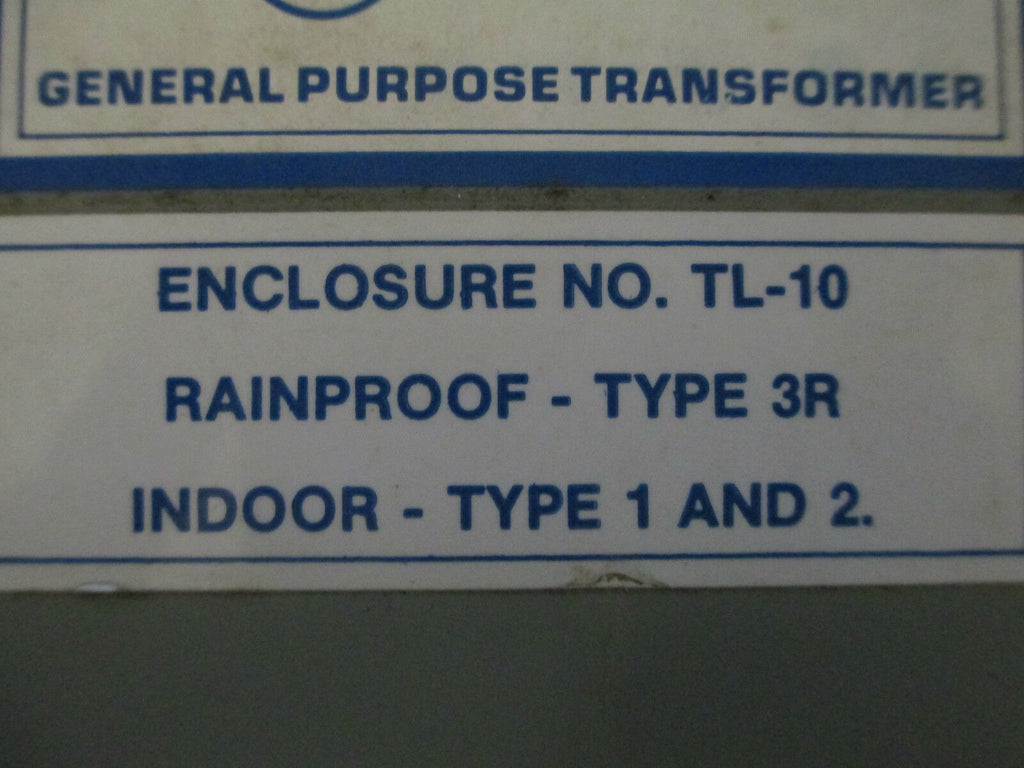 GENERAL PURPOSE TRANSFORMER
ENCLOSURE NO. TL-10
RAINPROOF - TYPE 3R
INDOOR - TYPE 1 AND 2.